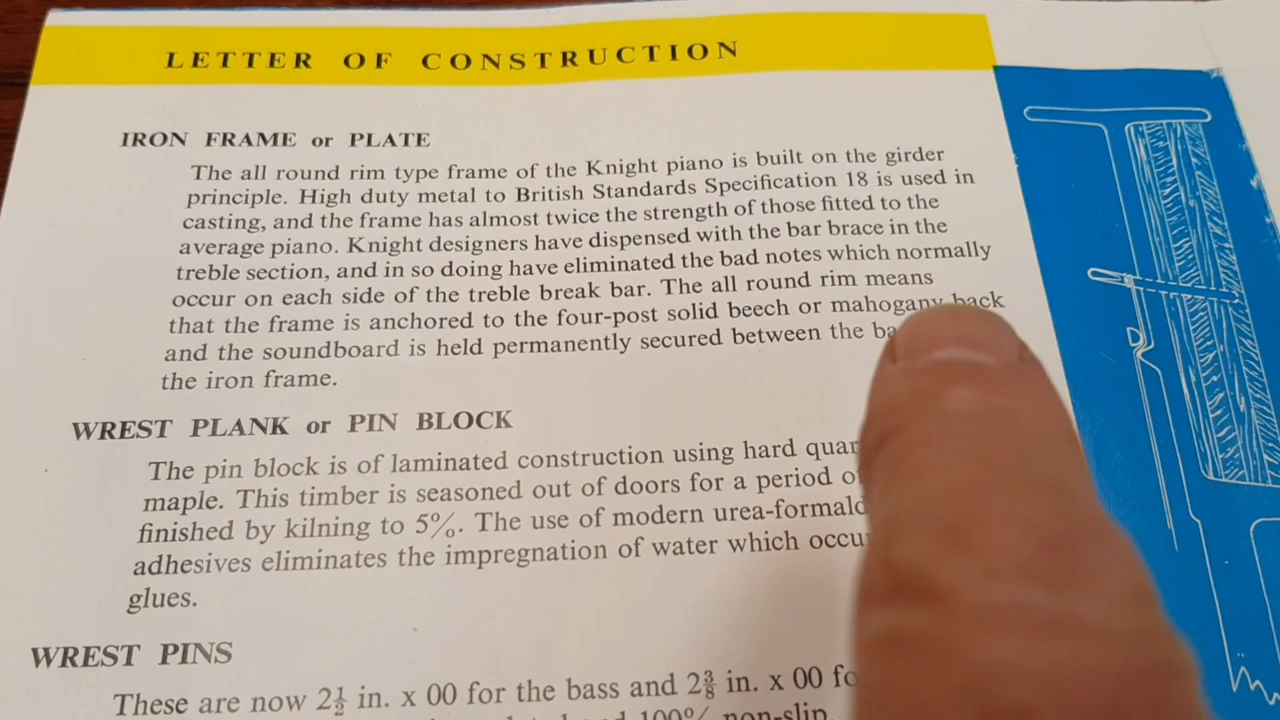 LETTER OF CONSTRUCTION
IRON FRAME or PLATE
The all round rim type frame of the Knight piano is built on the girder
principle. High duty metal to British Standards Specification 18 is used in
casting, and the frame has almost twice the strength of those fitted to the
average piano. Knight designers have dispensed with the bar brace in the
treble section, and in so doing have eliminated the bad notes which normally
occur on each side of the treble break bar. The all round rim means
that the frame is anchored to the four-post solid beech or mahogany back
and the soundboard is held permanently secured between the
the iron frame.
WREST PLANK or PIN BLOCK
The pin block is of laminated construction using hard
maple. This timber is seasoned out of doors for a period
finished by kilning to 5%. The use of modern
adhesives eliminates the impregnation of water which
glues.
WREST PINS
These are now 2½ in. x 00 for the bass and 2⅜ in. x 00
and 100% non-slip.